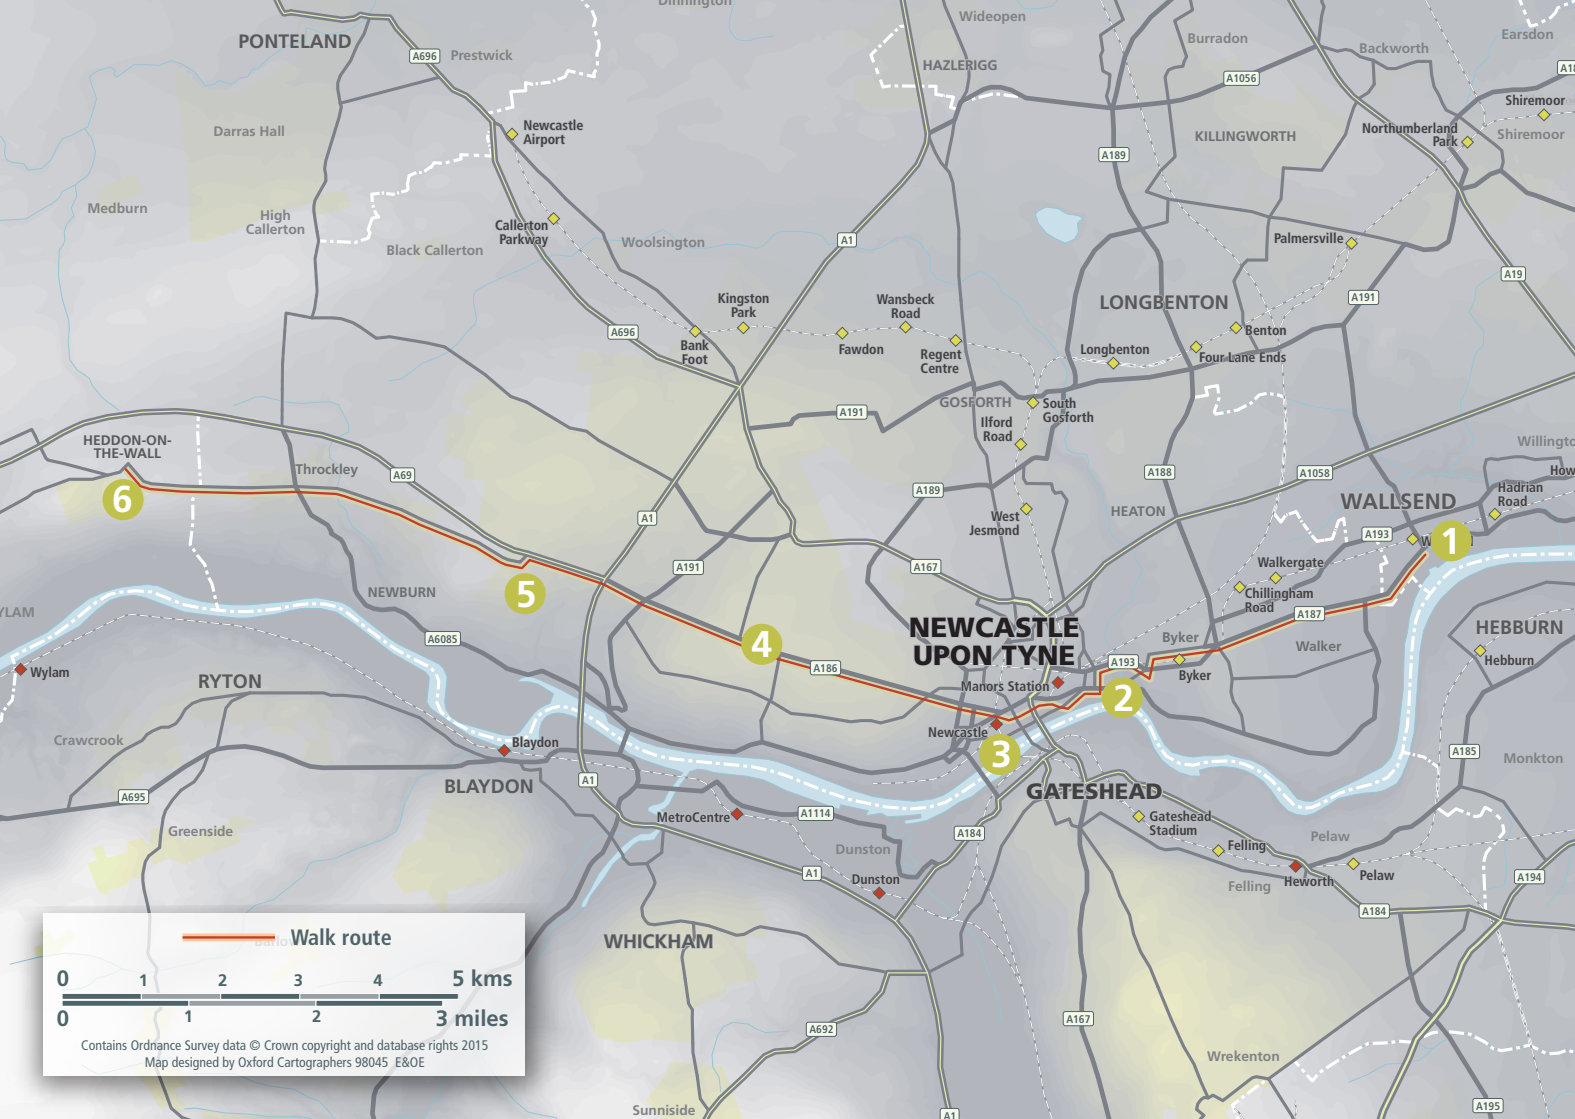 Dinnington
PONTELAND
A696
Prestwick
Wideopen
HAZLERIGG
Burradon
Backworth
Earsdon
A1056
Shiremoor
Newcastle
Airport
Darras Hall
KILLINGWORTH
Northumberland
Park
Shiremoor
A189
Medburn
High
Callerton
Callerton
Parkway
Black Callerton
Woolsington
A1
Palmersville
A19
Kingston
Park
Wansbeck
Road
LONGBENTON
A191
A696
Bank
Foot
Fawdon
Regent
Centre
Longbenton
Benton
Four Lane Ends
A191
GOSFORTH
South
Gosforth
Ilford
Road
HEDDON-ON-
THE-WALL
Throckley
A69
A189
A188
A1058
Willingto
How
Hadrian
Road
WALLSEND
6
A1
West
Jesmond
HEATON
A193
1
A191
A167
Walkergate
Chillingham
Road
5
NEWBURN
A187
YLAM
A6085
4
NEWCASTLE
UPON TYNE
Byker
Walker
HEBBURN
Hebburn
Wylam
RYTON
A186
A193
Byker
Manors Station
2
Crawcrook
Blaydon
Newcastle
3
A185
Monkton
A695
BLAYDON
A1
GATESHEAD
MetroCentre
A1114
Gateshead
Stadium
Greenside
A184
Dunston
Felling
Pelaw
A1
Dunston
Felling
Heworth
Pelaw
A194
A184
Walk route
WHICKHAM
0 1 2 3 4 5 kms
0 1 2 3 miles
A692
A167
Contains Ordnance Survey data © Crown copyright and database rights 2015
Map designed by Oxford Cartographers 98045 E&OE
Wrekenton
Sunniside
A1
A195